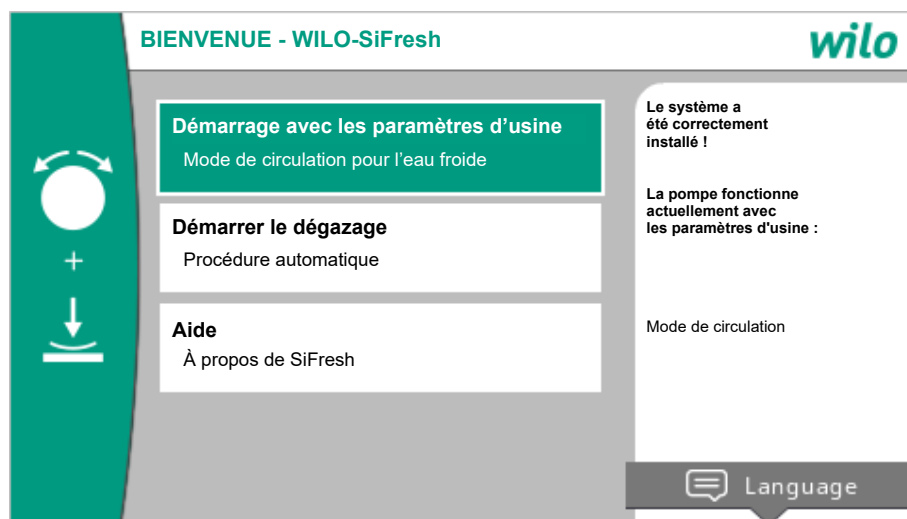 BIENVENUE - WILO-SiFresh
wilo
Démarrage avec les paramètres d’usine
Mode de circulation pour l’eau froide
Démarrer le dégazage
Procédure automatique
Aide
À propos de SiFresh
Le système a
été correctement
installé !
La pompe fonctionne
actuellement avec
les paramètres d'usine :
Mode de circulation
+
Language